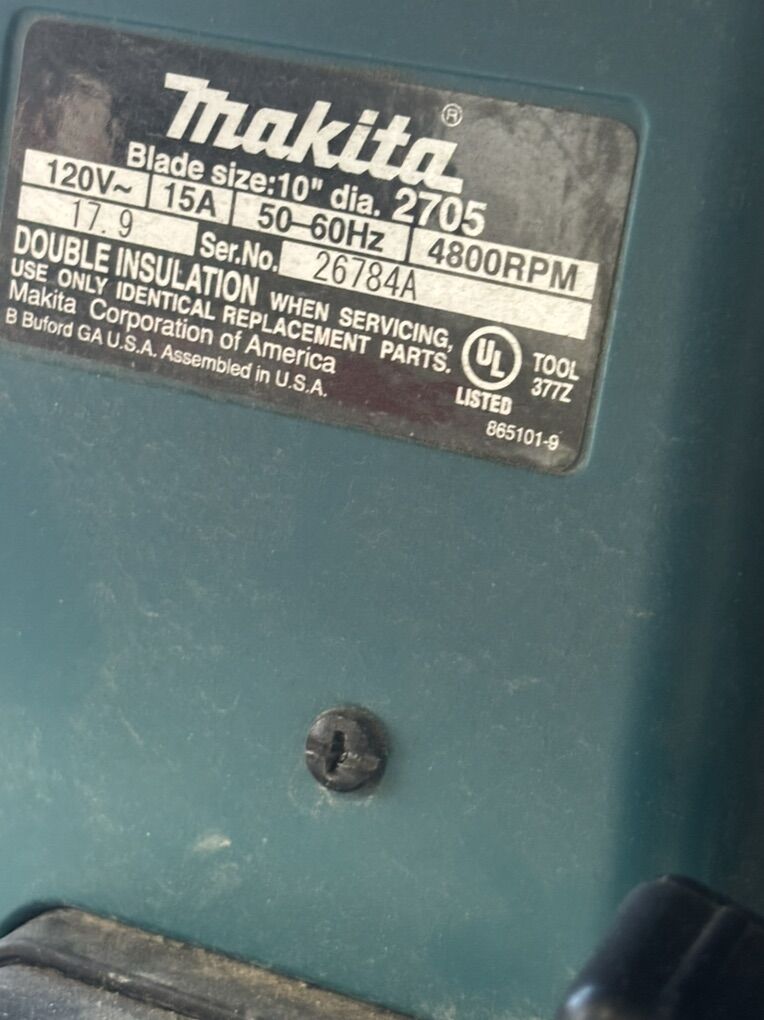 makita®
Blade size:10" dia. 2705
120V~ 15A 50–60Hz 4800RPM
17. 9 Ser.No. 26784A
DOUBLE INSULATION WHEN SERVICING,
USE ONLY IDENTICAL REPLACEMENT PARTS.
Makita Corporation of America
B Buford GA U.S.A. Assembled in U.S.A.
UL
LISTED
TOOL
377Z
865101-9